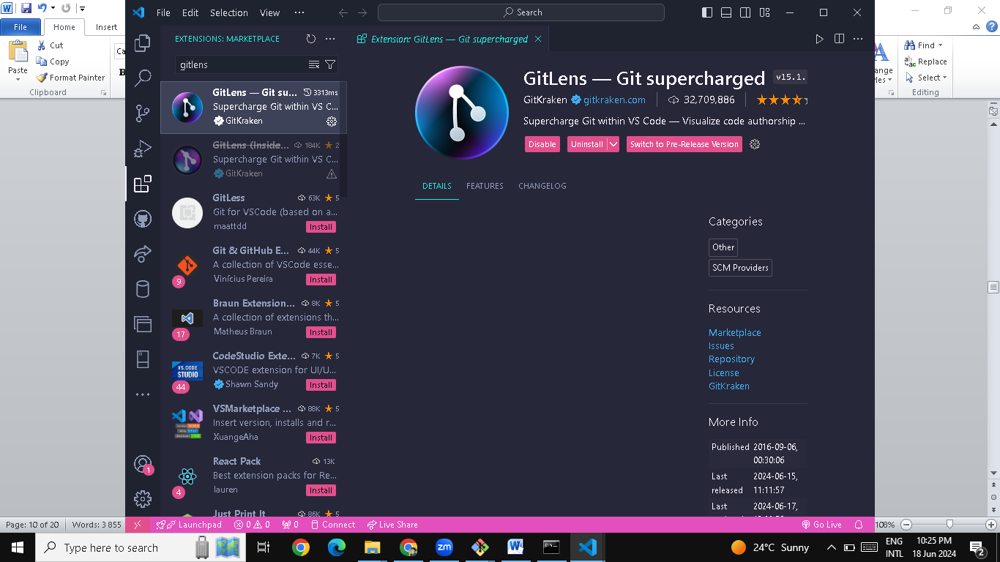 File
Home
Insert
Paste
Cut
Copy
Format Painter
Clipboard
Ca
B
File Edit Selection View
Search
EXTENSIONS: MARKETPLACE
gitlens
GitLens — Git su... 3313ms
Supercharge Git within VS C...
GitKraken
GitLens (Inside... 184K 2
Supercharge Git within VS C...
GitKraken
GitLess 63K 5
Git for VSCode (based on a...
maattdd Install
Git & GitHub E... 44K 5
A collection of VSCode esse...
9 Vinícius Pereira Install
Braun Extension... 8K 5
A collection of extensions th...
17 Matheus Braun Install
VS.CODE STUDIO
CodeStudio Exte... 7K 5
VSCODE extension for UI/U...
44 Shawn Sandy Install
VSMarketplace ... 88K 5
Insert version, installs and r...
XuangeAha Install
React Pack 13K
Best extension packs for Re...
4 lauren Install
Just Print It 86K 5
1
Extension: GitLens — Git supercharged
GitLens — Git supercharged v15.1.
GitKraken gitkraken.com 32,709,886
Supercharge Git within VS Code — Visualize code authorship ...
Disable Uninstall Switch to Pre-Release Version
DETAILS FEATURES CHANGELOG
Categories
Other
SCM Providers
Resources
Marketplace
Issues
Repository
License
GitKraken
More Info
Published 2016-09-06,
00:30:06
Last 2024-06-15,
released 11:11:57
Last 2024-06-17,
ange
les
Find
Replace
Select
Editing
Page: 10 of 20 Words: 3 855
Launchpad 0 0 0 Connect Live Share Go Live
108%
Type here to search
24°C Sunny
ENG
INTL
10:25 PM
18 Jun 2024
2